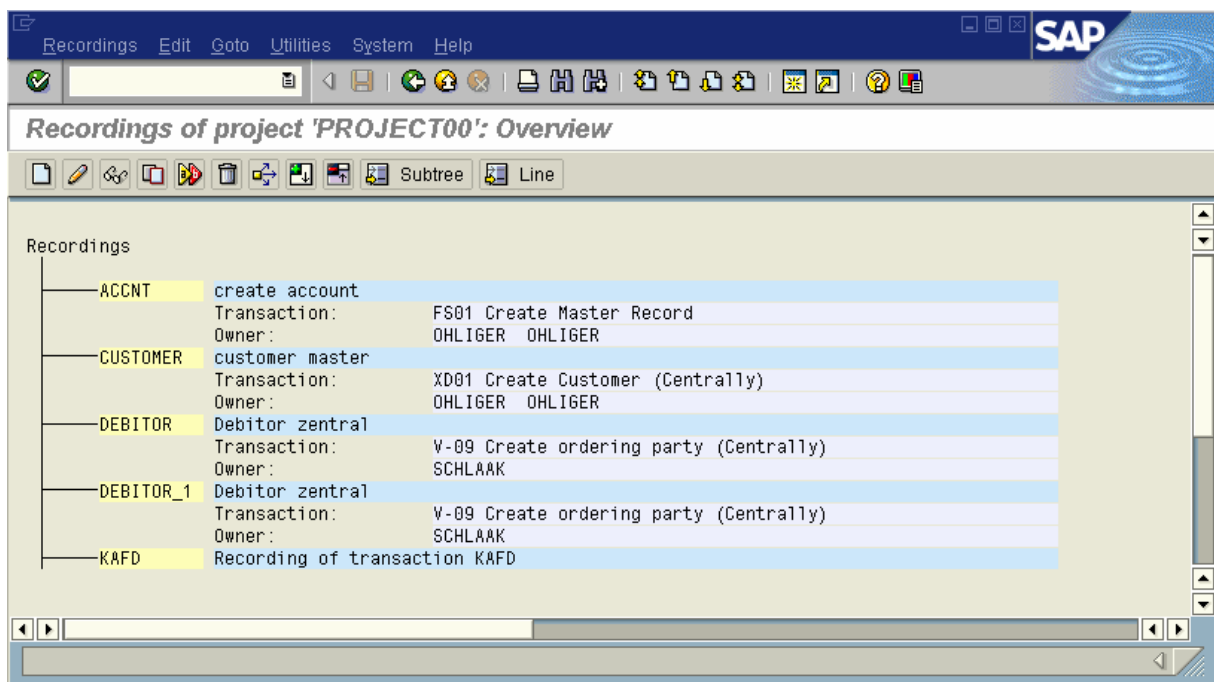 Recordings Edit Goto Utilities System Help
SAP
Recordings of project 'PROJECT00': Overview
Subtree Line
Recordings
ACCNT create account
Transaction: FS01 Create Master Record
Owner: OHLIGER OHLIGER
CUSTOMER customer master
Transaction: XD01 Create Customer (Centrally)
Owner: OHLIGER OHLIGER
DEBITOR Debitor zentral
Transaction: V-09 Create ordering party (Centrally)
Owner: SCHLAAK
DEBITOR_1 Debitor zentral
Transaction: V-09 Create ordering party (Centrally)
Owner: SCHLAAK
KAFD Recording of transaction KAFD